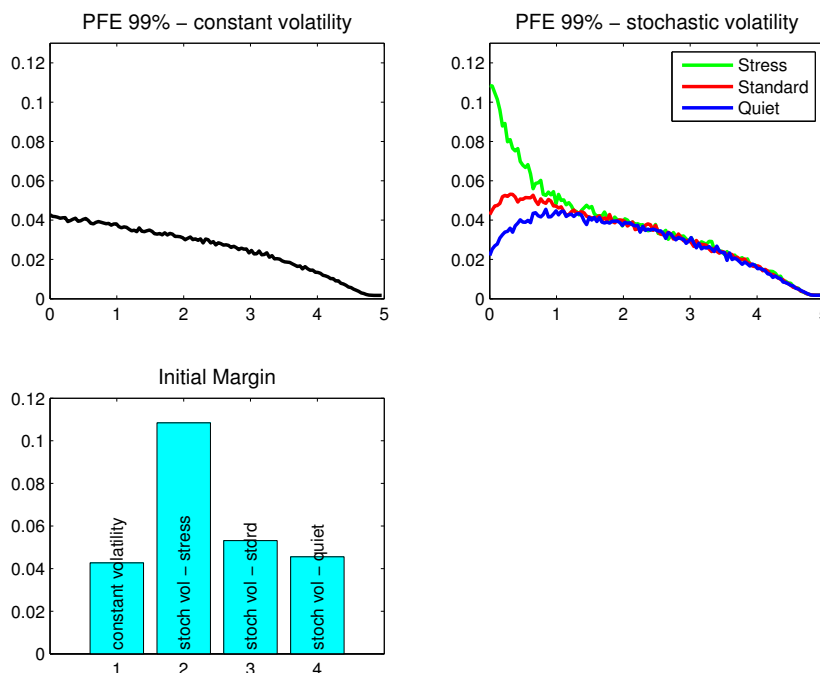 PFE 99% − constant volatility
0.12
0.1
0.08
0.06
0.04
0.02
0
0 1 2 3 4 5
PFE 99% − stochastic volatility
Stress
Standard
Quiet
0.12
0.1
0.08
0.06
0.04
0.02
0
0 1 2 3 4 5
Initial Margin
0.12
0.1
0.08
0.06
0.04
0.02
0
constant volatility
stoch vol − stress
stoch vol − stdrd
stoch vol − quiet
1 2 3 4